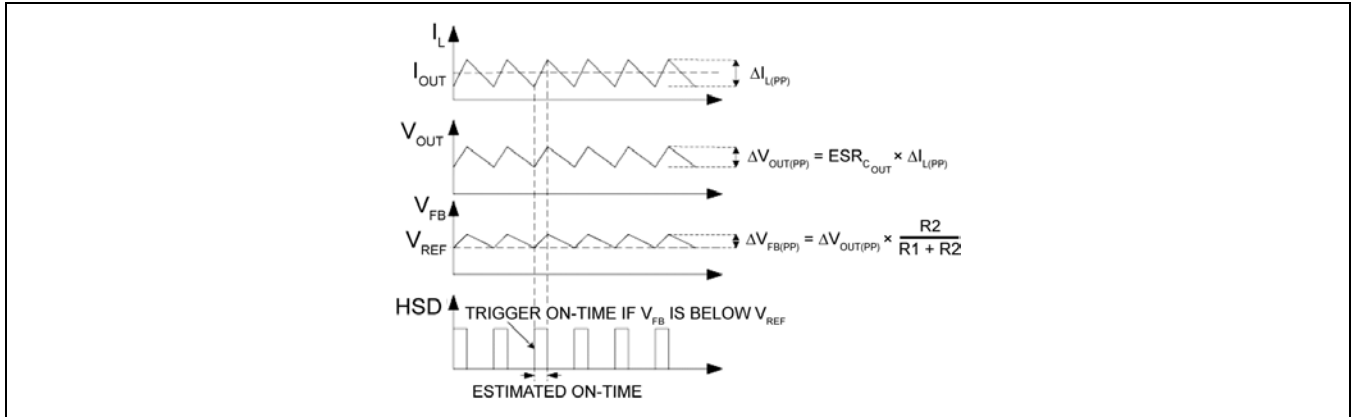 I_L
I_OUT
ΔI_L(PP)
V_OUT
ΔV_OUT(PP) = ESR_C_OUT × ΔI_L(PP)
V_FB
V_REF
ΔV_FB(PP) = ΔV_OUT(PP) × R2 / R1 + R2
HSD
TRIGGER ON-TIME IF V_FB IS BELOW V_REF
ESTIMATED ON-TIME